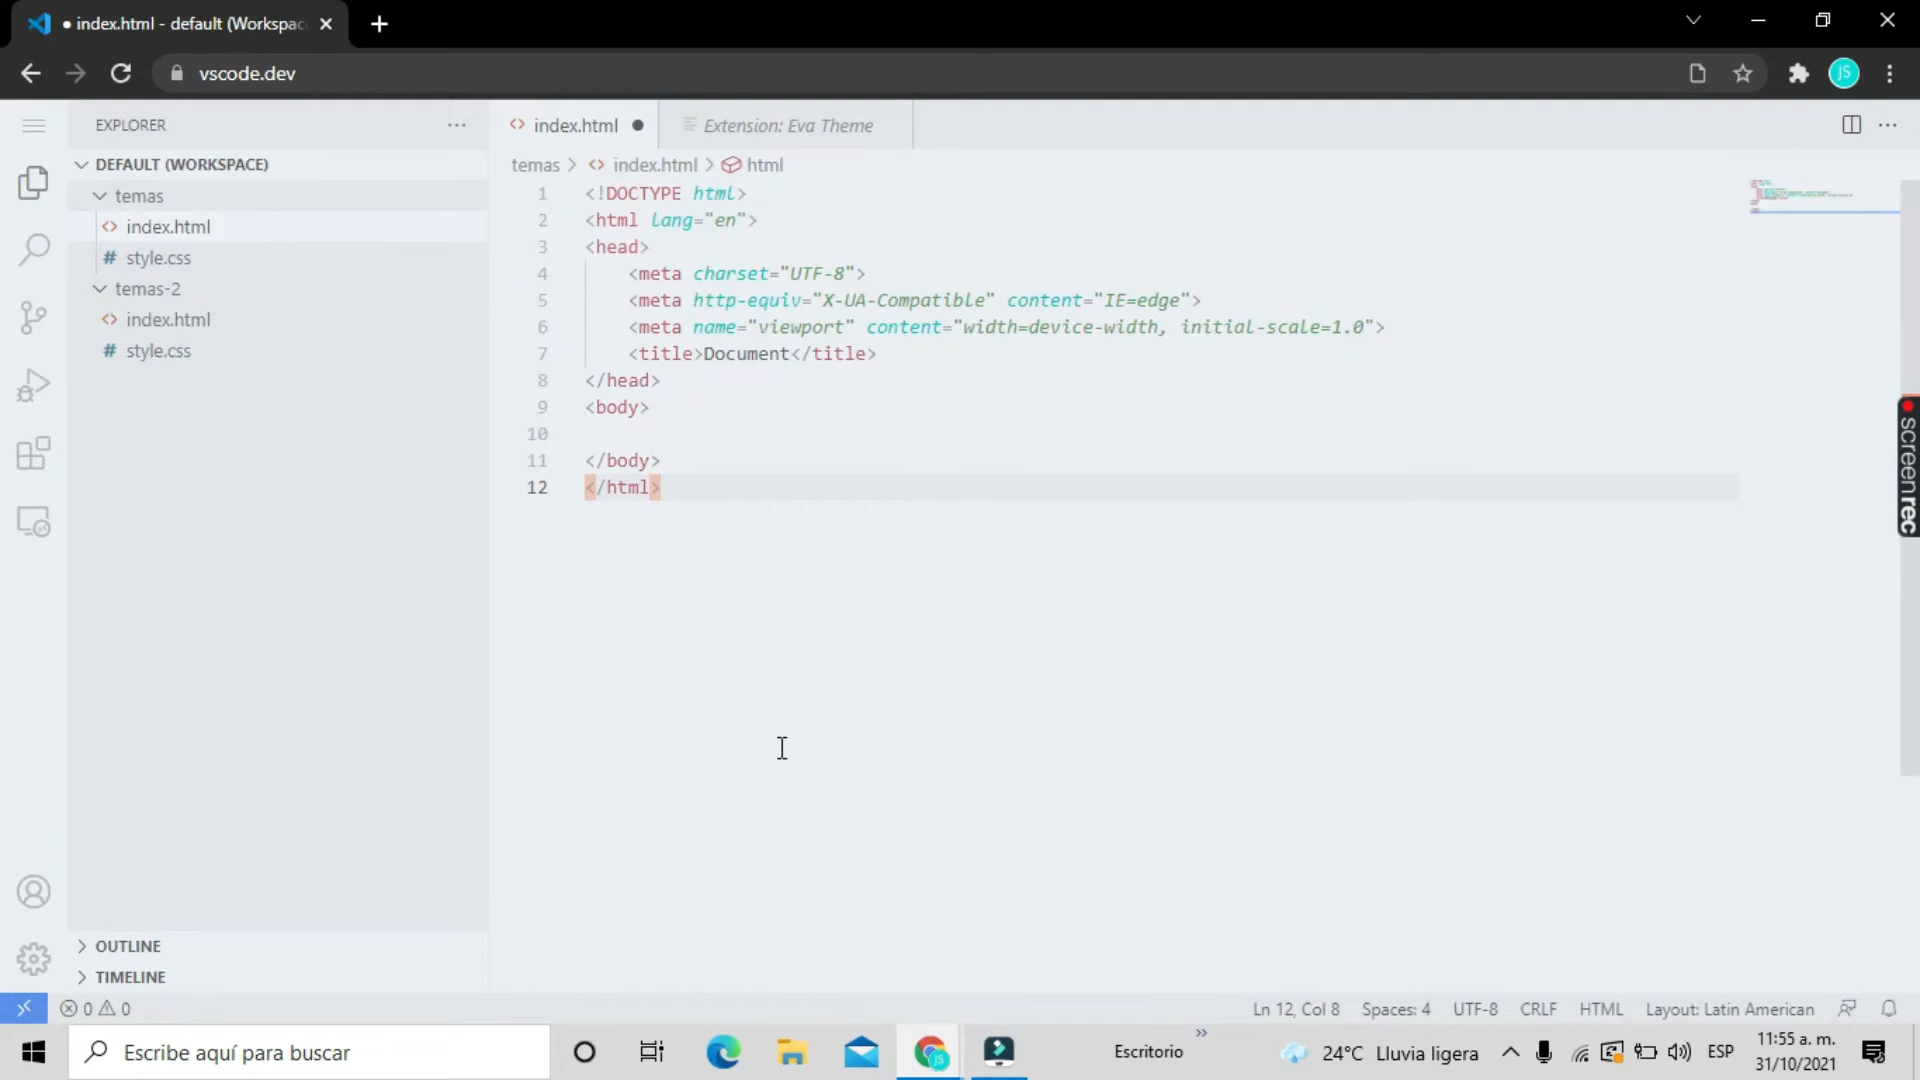 ● index.html - default (Workspac
vscode.dev
JS
EXPLORER
DEFAULT (WORKSPACE)
temas
<> index.html
# style.css
temas-2
<> index.html
# style.css
OUTLINE
TIMELINE
<> index.html ●
Extension: Eva Theme
temas > <> index.html > html
1 <!DOCTYPE html>
2 <html lang="en">
3 <head>
4 <meta charset="UTF-8">
5 <meta http-equiv="X-UA-Compatible" content="IE=edge">
6 <meta name="viewport" content="width=device-width, initial-scale=1.0">
7 <title>Document</title>
8 </head>
9 <body>
10
11 </body>
12 </html>
screenrec
0 0
Ln 12, Col 8 Spaces: 4 UTF-8 CRLF HTML Layout: Latin American
Escribe aquí para buscar
JS
Escritorio
24°C Lluvia ligera
ESP
11:55 a. m.
31/10/2021